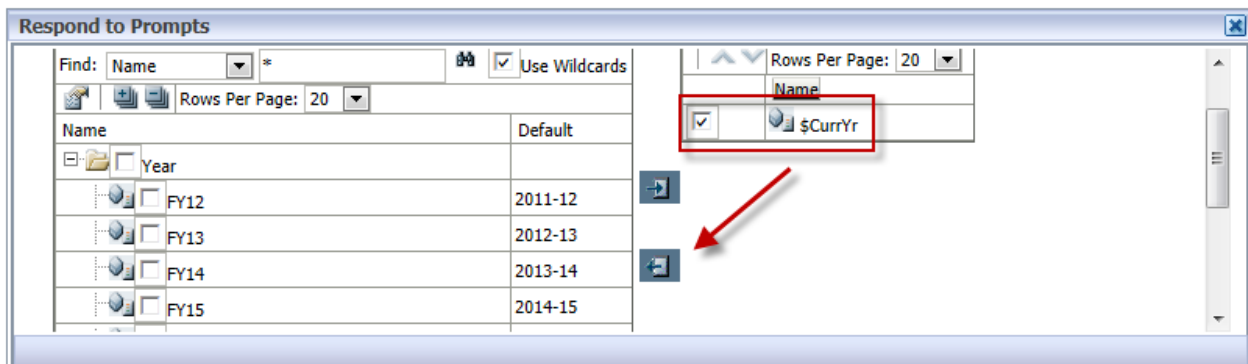 Respond to Prompts
Find: Name * Use Wildcards
Rows Per Page: 20
Name Default
Year
FY12 2011-12
FY13 2012-13
FY14 2013-14
FY15 2014-15
Rows Per Page: 20
Name
$CurrYr